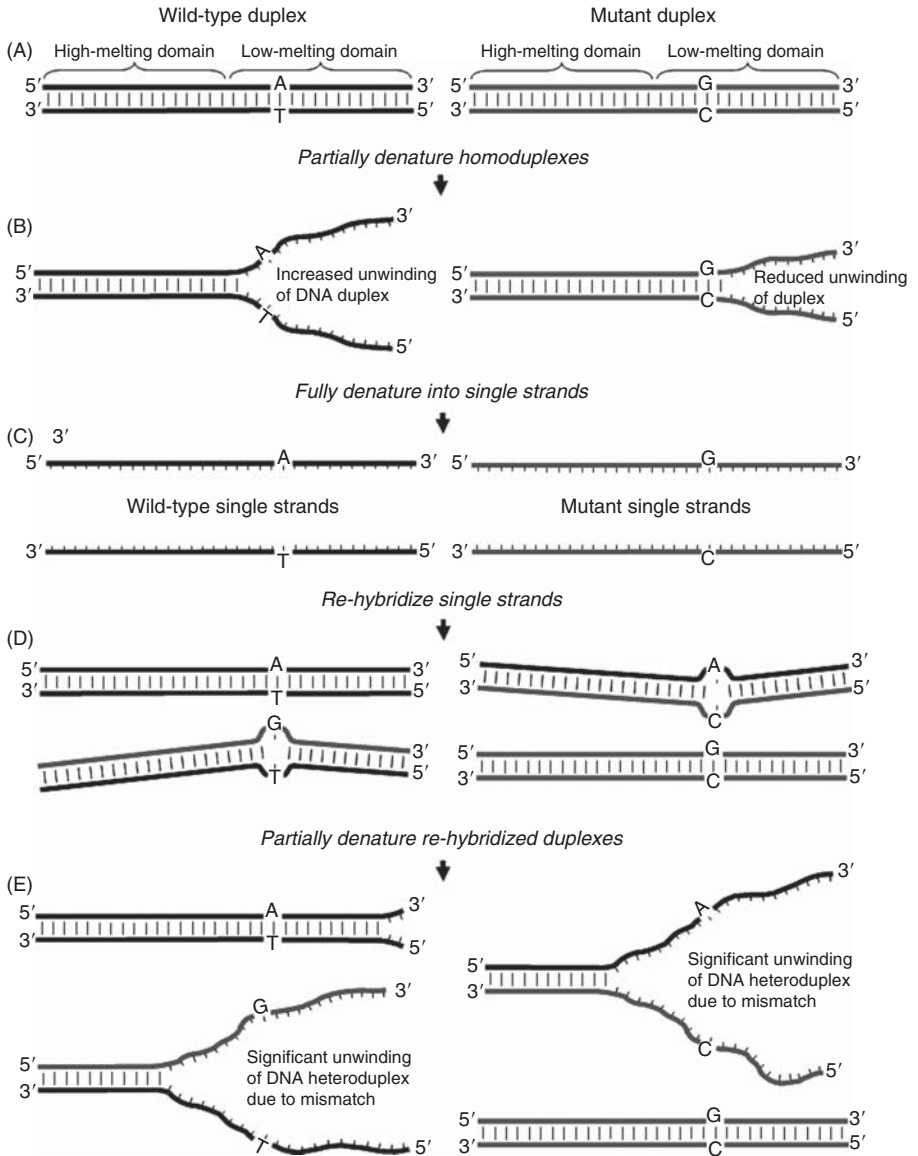 Wild-type duplex Mutant duplex
(A) High-melting domain Low-melting domain High-melting domain Low-melting domain
5′ A 3′ 5′ G 3′
3′ T 5′ 3′ C 5′
Partially denature homoduplexes
(B)
3′
A 3′
5′ Increased unwinding 5′ G Reduced unwinding
3′ of DNA duplex 3′ C of duplex
T 5′
5′
Fully denature into single strands
(C) 3′
5′ A 3′ 5′ G 3′
Wild-type single strands Mutant single strands
3′ T 5′ 3′ C 5′
Re-hybridize single strands
(D)
5′ A 3′ 5′ A 3′
3′ T 5′ 3′ C 5′
G 3′ 5′ G 3′
T 5′ 3′ C 5′
Partially denature re-hybridized duplexes
(E)
3′
5′ A 3′ A
3′ T 5′
5′ Significant unwinding
3′ of DNA heteroduplex
due to mismatch
G 3′
C 5′
5′ Significant unwinding
3′ of DNA heteroduplex
due to mismatch
T 5′
5′ G 3′
3′ C 5′